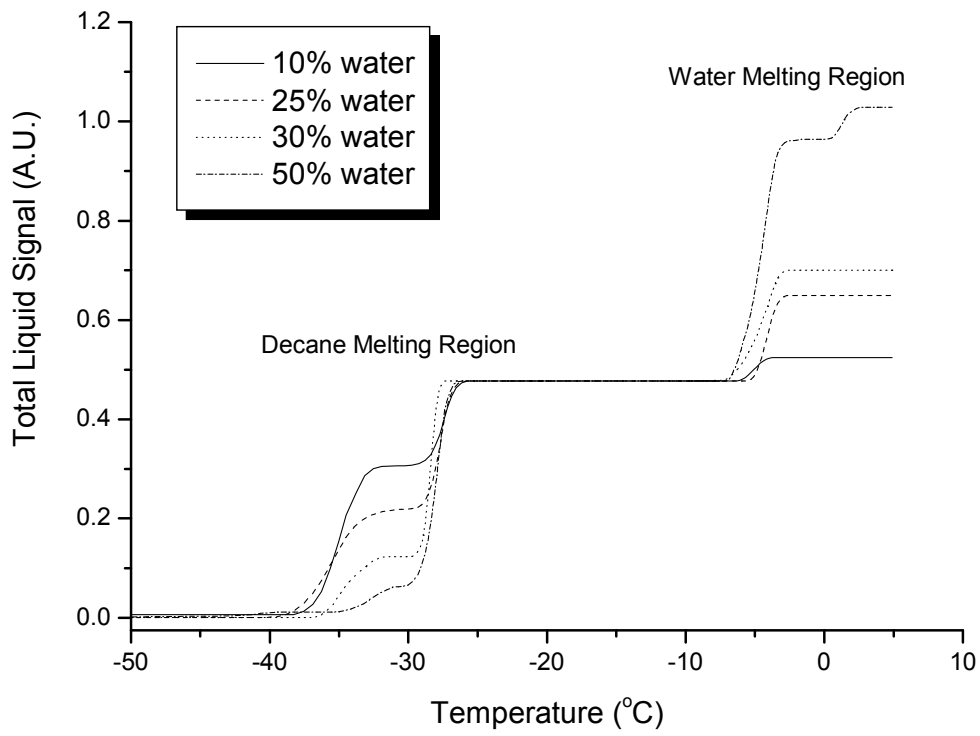 1.2
1.0
0.8
0.6
0.4
0.2
0.0
Total Liquid Signal (A.U.)
10% water
25% water
30% water
50% water
Water Melting Region
Decane Melting Region
-50
-40
-30
-20
-10
0
10
Temperature (°C)